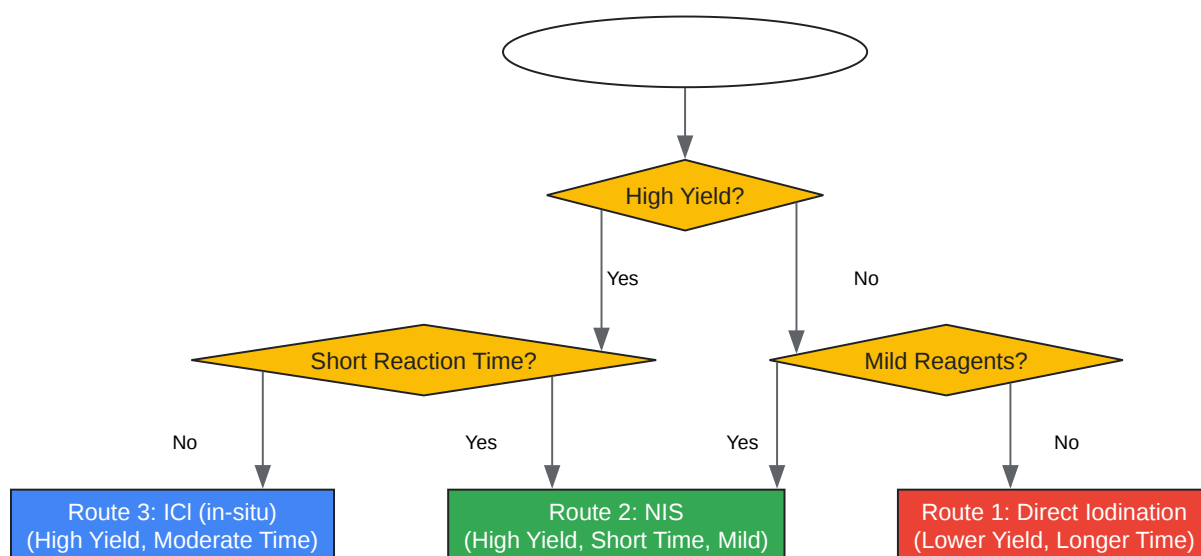 High Yield?
Yes
No
Short Reaction Time?
Mild Reagents?
No
Yes
Yes
No
Route 3: ICl (in-situ)
(High Yield, Moderate Time)
Route 2: NIS
(High Yield, Short Time, Mild)
Route 1: Direct Iodination
(Lower Yield, Longer Time)